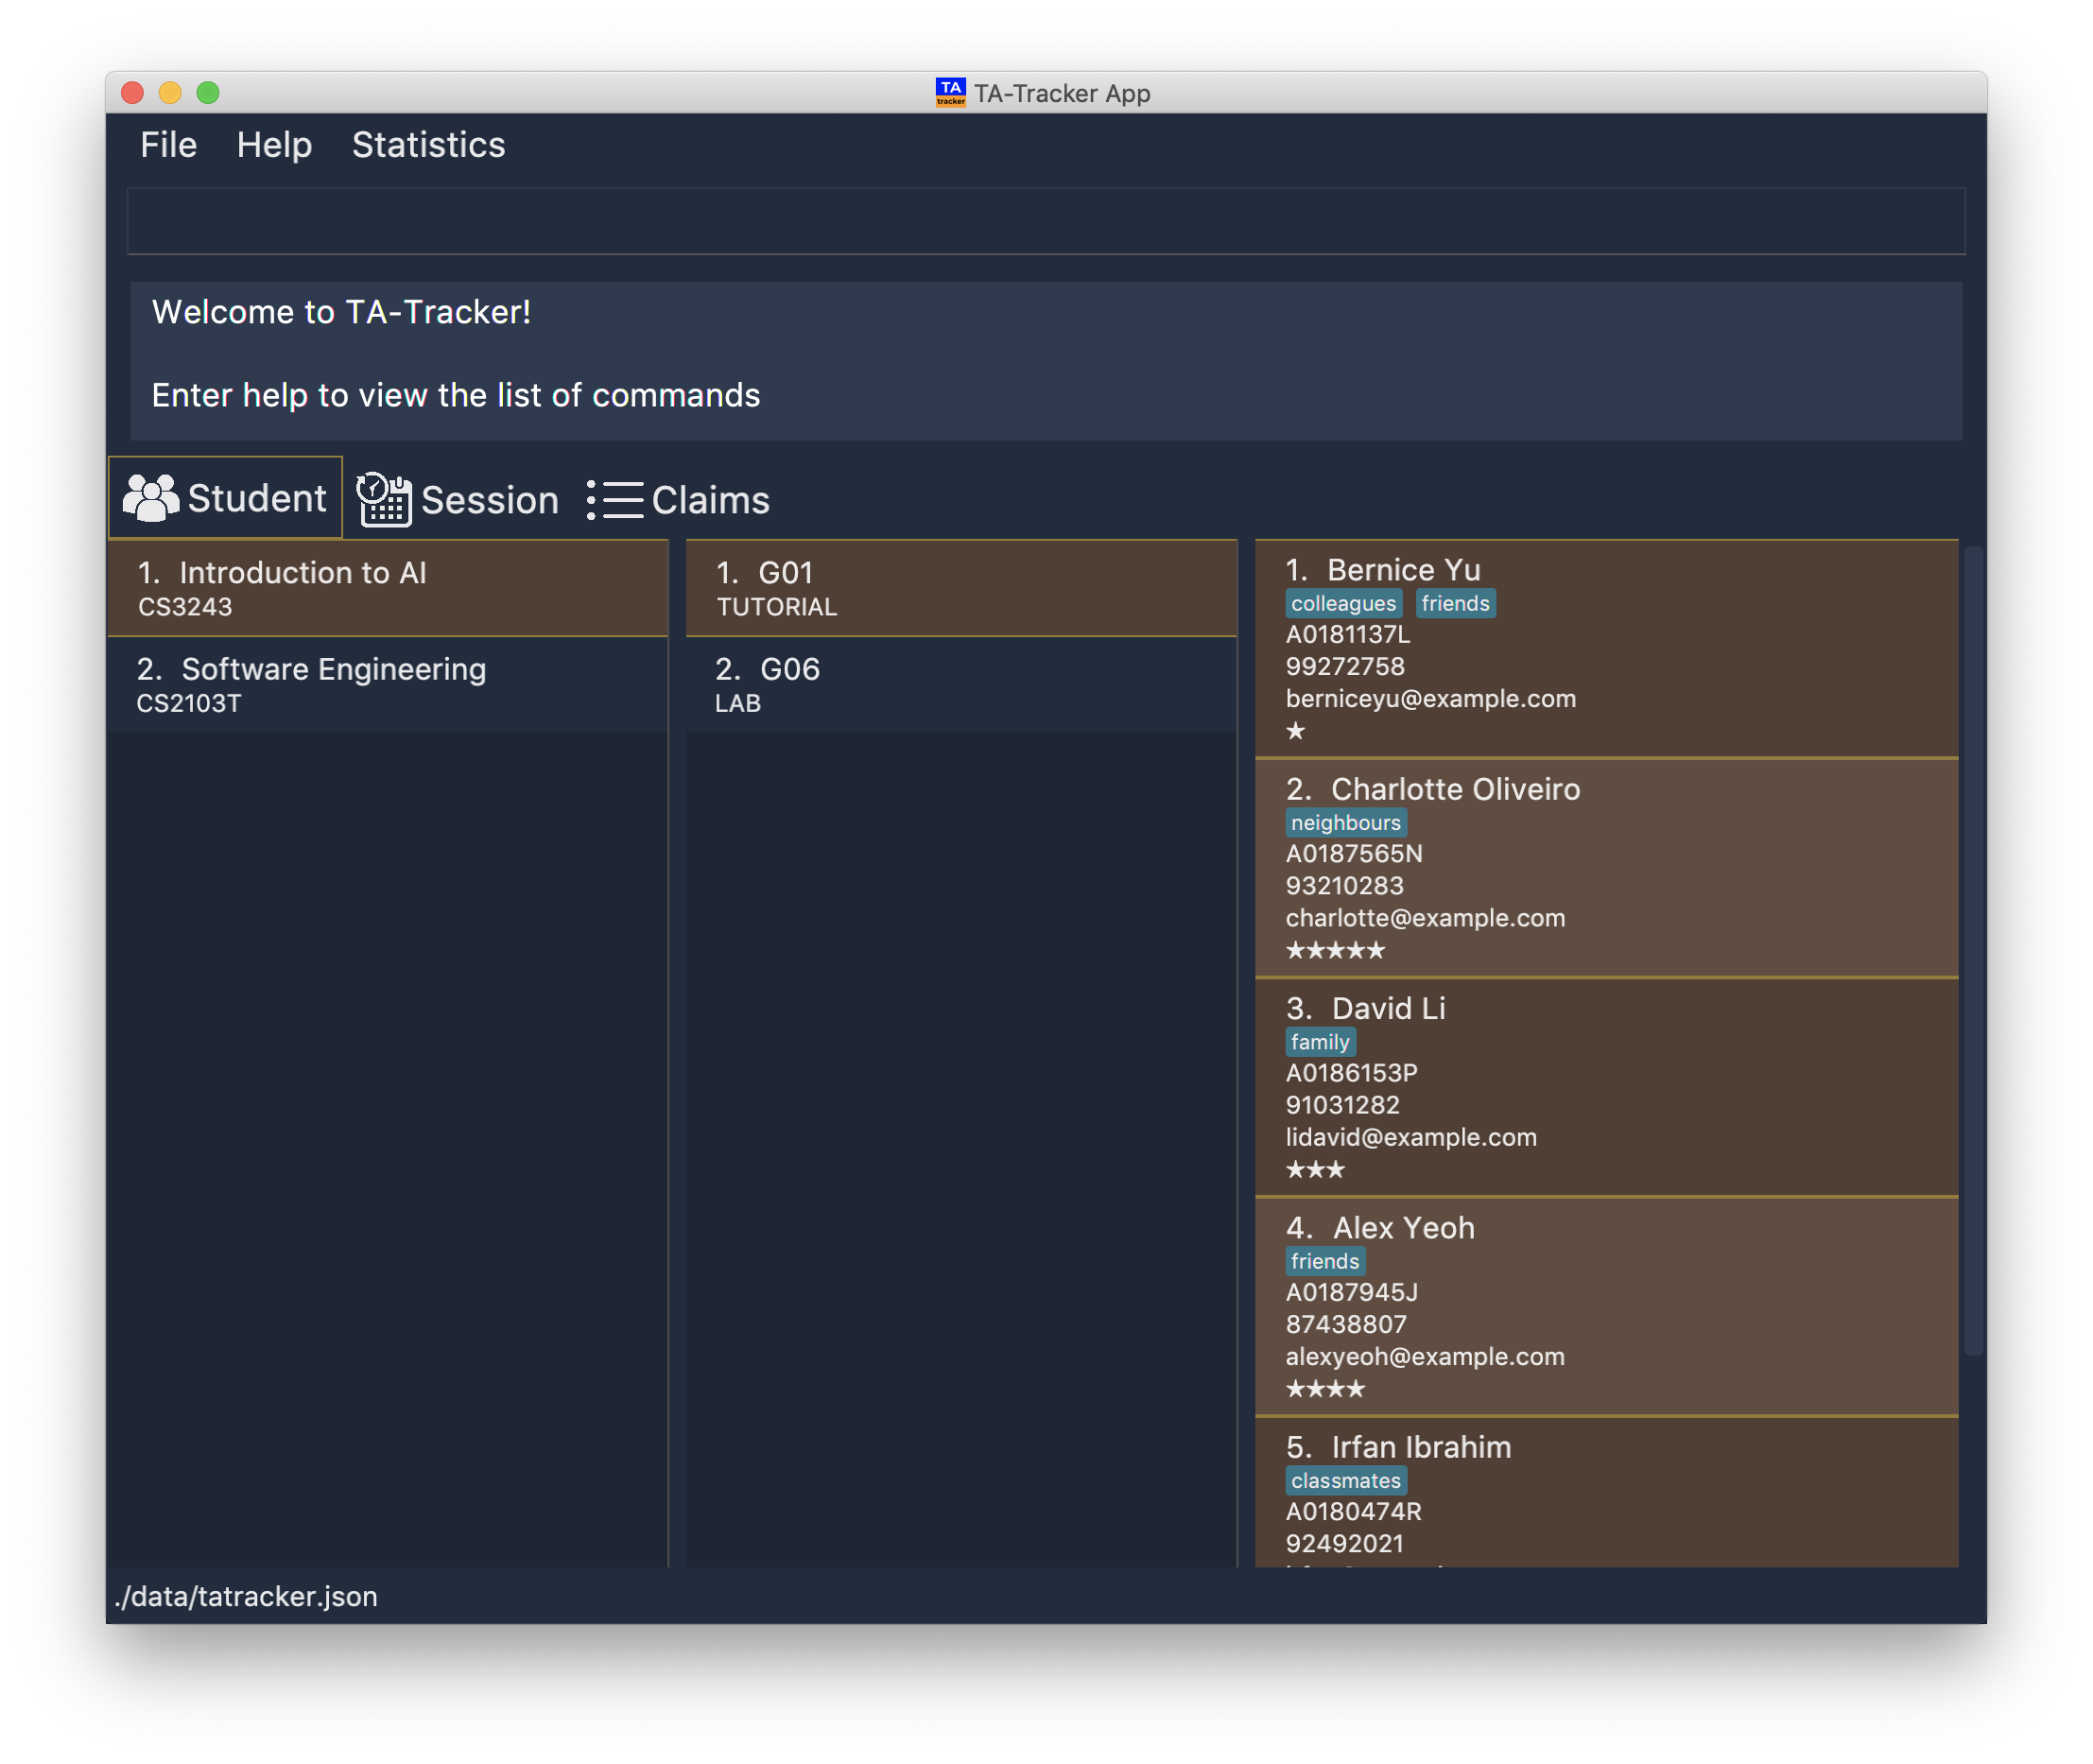 TA
tracker
TA-Tracker App
File Help Statistics
Welcome to TA-Tracker!
Enter help to view the list of commands
Student Session Claims
1. Introduction to AI
CS3243
2. Software Engineering
CS2103T
1. G01
TUTORIAL
2. G06
LAB
1. Bernice Yu
colleagues friends
A0181137L
99272758
berniceyu@example.com
★
2. Charlotte Oliveiro
neighbours
A0187565N
93210283
charlotte@example.com
★★★★★
3. David Li
family
A0186153P
91031282
lidavid@example.com
★★★
4. Alex Yeoh
friends
A0187945J
87438807
alexyeoh@example.com
★★★★
5. Irfan Ibrahim
classmates
A0180474R
92492021
./data/tatracker.json